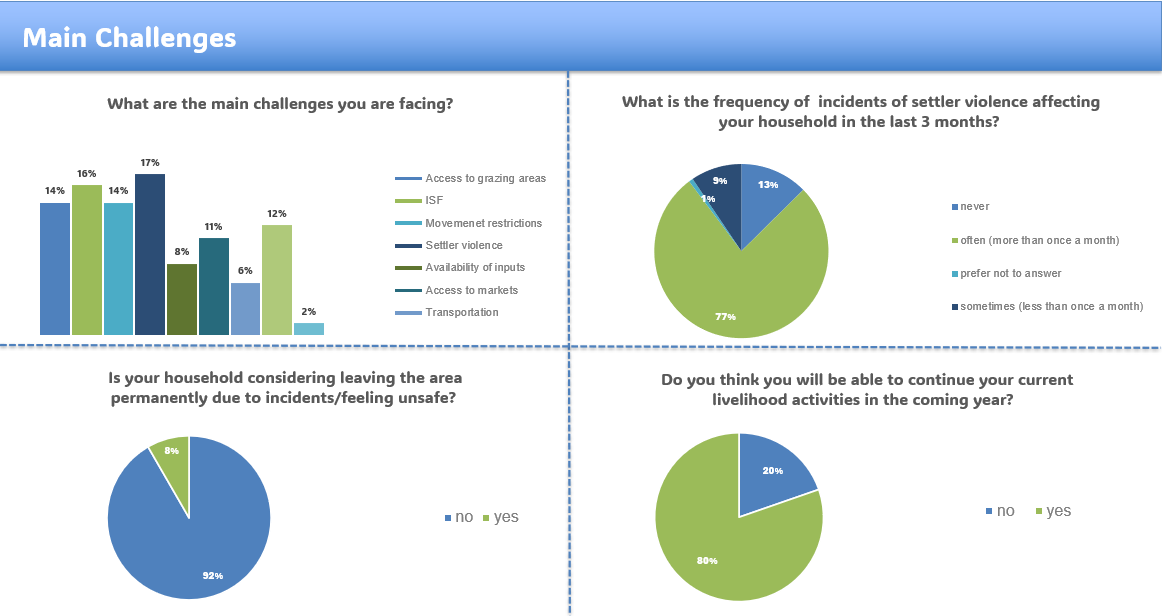 Main Challenges
What are the main challenges you are facing?
14%
16%
14%
17%
8%
11%
6%
12%
2%
Access to grazing areas
ISF
Movemenet restrictions
Settler violence
Availability of inputs
Access to markets
Transportation
What is the frequency of  incidents of settler violence affecting
your household in the last 3 months?
9%
13%
1%
77%
never
often (more than once a month)
prefer not to answer
sometimes (less than once a month)
Is your household considering leaving the area
permanently due to incidents/feeling unsafe?
8%
92%
no yes
Do you think you will be able to continue your current
livelihood activities in the coming year?
20%
80%
no yes